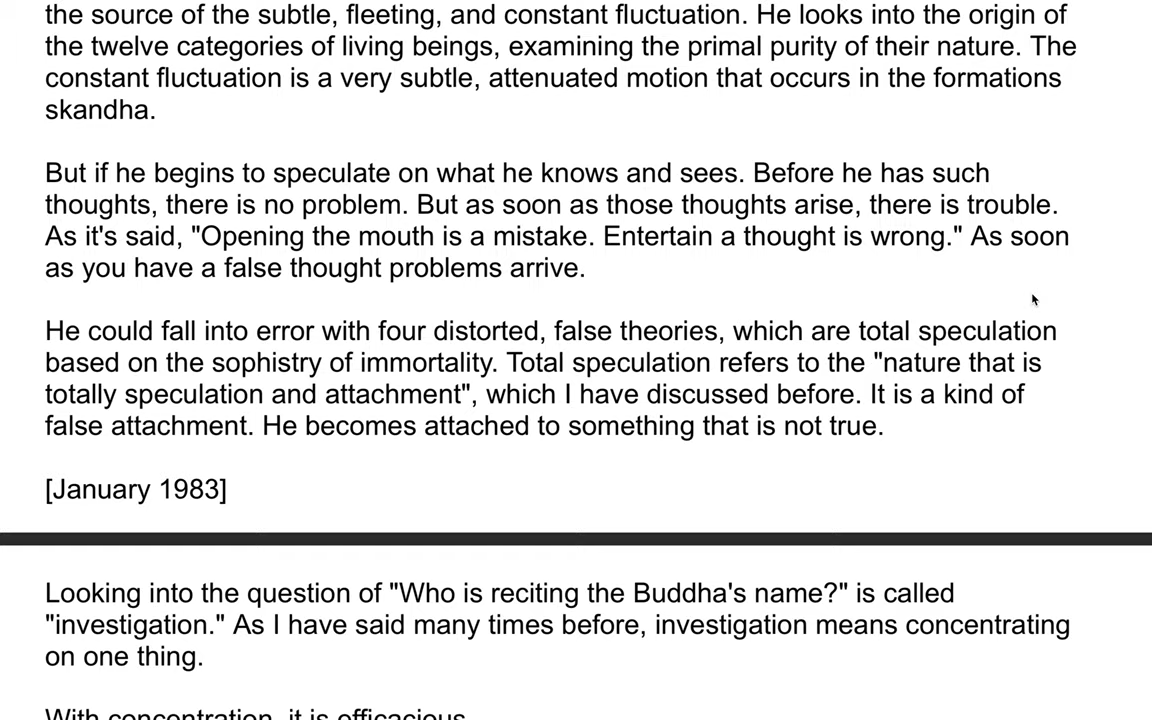 the source of the subtle, fleeting, and constant fluctuation. He looks into the origin of
the twelve categories of living beings, examining the primal purity of their nature. The
constant fluctuation is a very subtle, attenuated motion that occurs in the formations
skandha.
But if he begins to speculate on what he knows and sees. Before he has such
thoughts, there is no problem. But as soon as those thoughts arise, there is trouble.
As it's said, "Opening the mouth is a mistake. Entertain a thought is wrong." As soon
as you have a false thought problems arrive.
He could fall into error with four distorted, false theories, which are total speculation
based on the sophistry of immortality. Total speculation refers to the "nature that is
totally speculation and attachment", which I have discussed before. It is a kind of
false attachment. He becomes attached to something that is not true.
[January 1983]
Looking into the question of "Who is reciting the Buddha's name?" is called
"investigation." As I have said many times before, investigation means concentrating
on one thing.
With concentration, it is efficacious